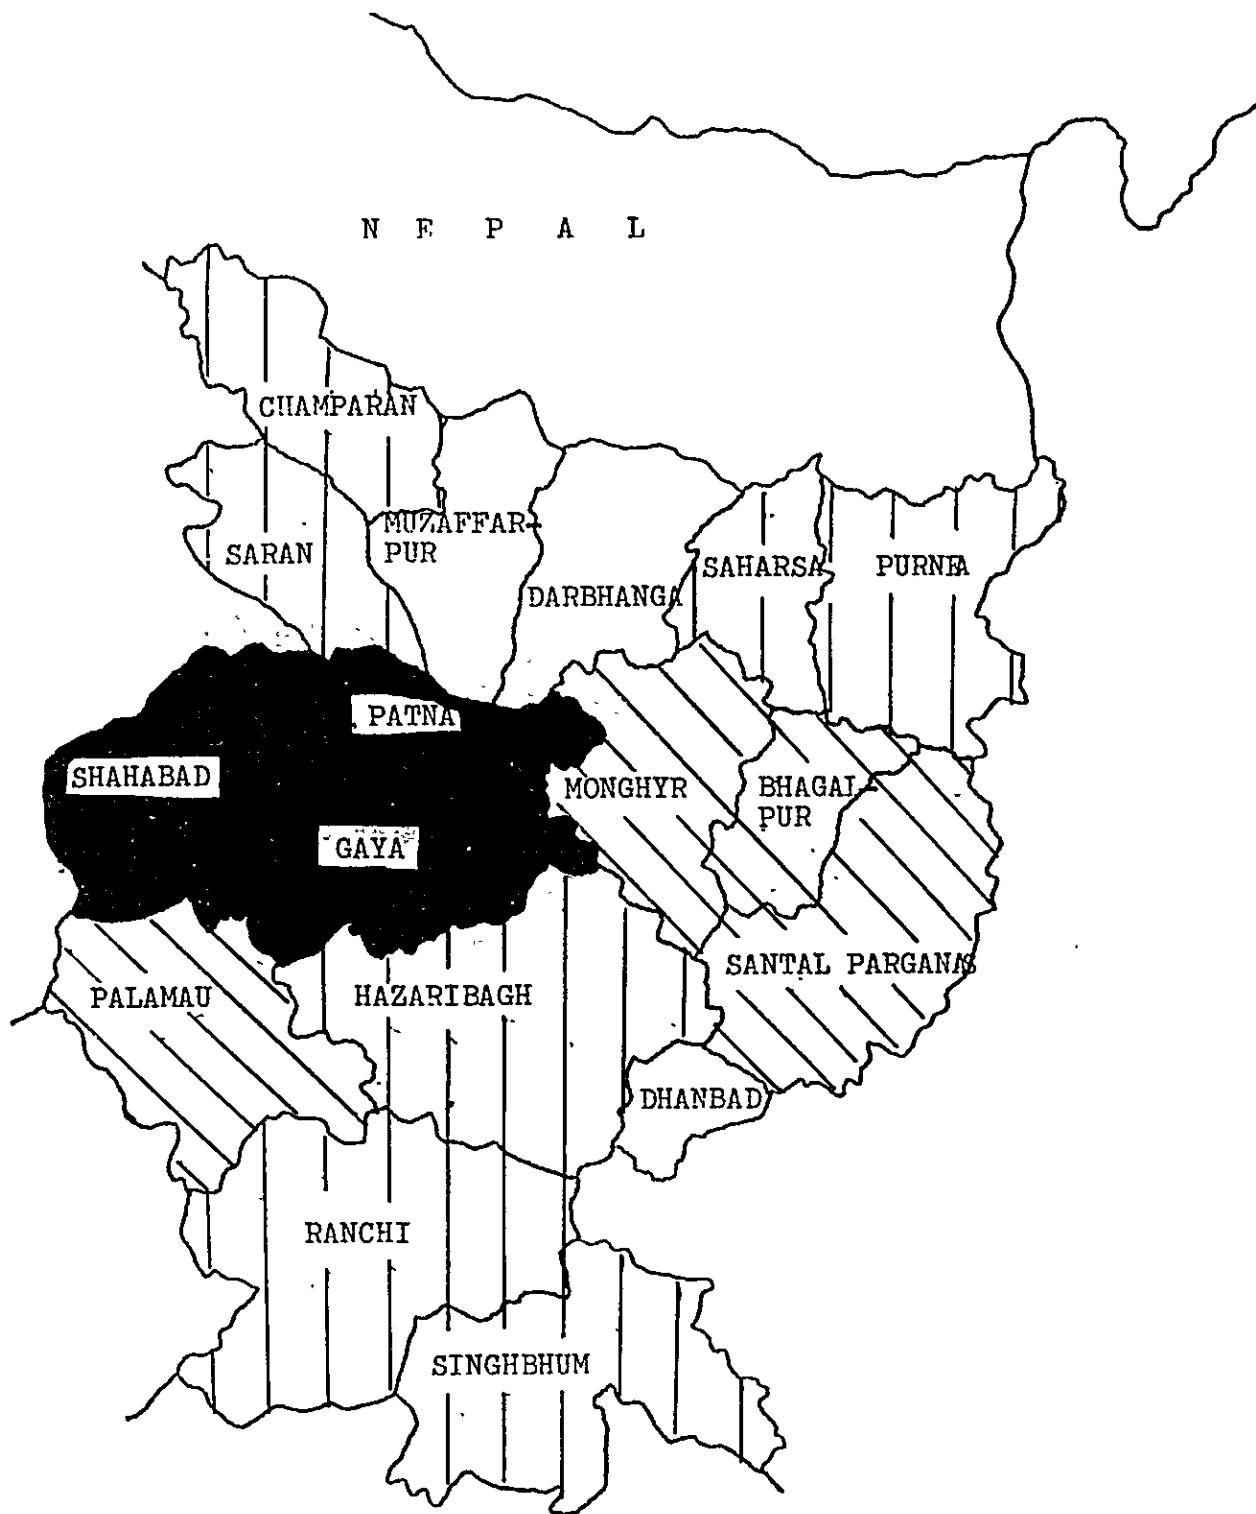 N E P A L
CHAMPARAN
MUZAFFAR-
PUR
SARAN
SAHARSA
PURNEA
DARBHANGA
PATNA
SHAHABAD
MONGHYR
BHAGAL-
PUR
GAYA
SANTAL PARGANAS
PALAMAU
HAZARIBAGH
DHANBAD
RANCHI
SINGHBHUM